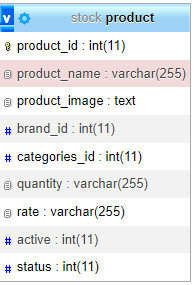 v stock product
product_id : int(11)
product_name : varchar(255)
product_image : text
brand_id : int(11)
categories_id : int(11)
quantity : varchar(255)
rate : varchar(255)
active : int(11)
status : int(11)